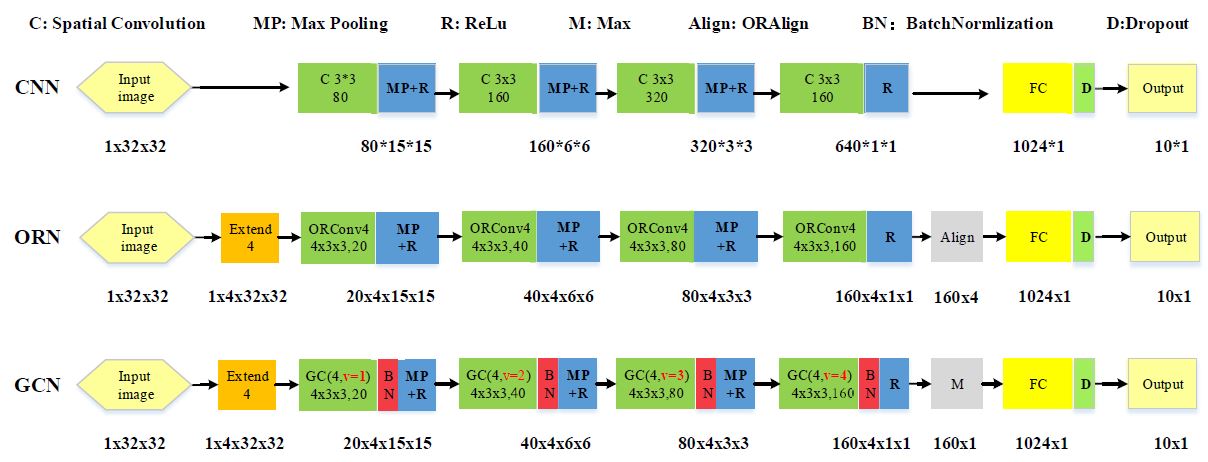 C: Spatial Convolution MP: Max Pooling R: ReLu M: Max Align: ORAlign BN：BatchNormlization D:Dropout
CNN
Input
image
C 3*3
80
MP+R
C 3x3
160
MP+R
C 3x3
320
MP+R
C 3x3
160
R
FC
D
Output
1x32x32 80*15*15 160*6*6 320*3*3 640*1*1 1024*1 10*1
ORN
Input
image
Extend
4
ORConv4
4x3x3,20
MP
+R
ORConv4
4x3x3,40
MP
+R
ORConv4
4x3x3,80
MP
+R
ORConv4
4x3x3,160
R
Align
FC
D
Output
1x32x32 1x4x32x32 20x4x15x15 40x4x6x6 80x4x3x3 160x4x1x1 160x4 1024x1 10x1
GCN
Input
image
Extend
4
GC(4,v=1)
4x3x3,20
B
N
MP
+R
GC(4,v=2)
4x3x3,40
B
N
MP
+R
GC(4,v=3)
4x3x3,80
B
N
MP
+R
GC(4,v=4)
4x3x3,160
B
N
R
M
FC
D
Output
1x32x32 1x4x32x32 20x4x15x15 40x4x6x6 80x4x3x3 160x4x1x1 160x1 1024x1 10x1